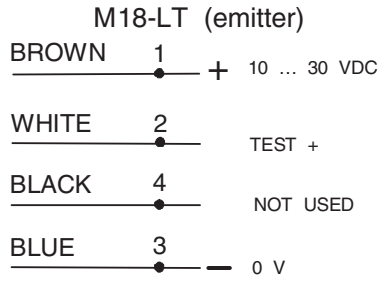 M18-LT (emitter)
BROWN 1 + 10 ... 30 VDC
WHITE 2 TEST +
BLACK 4 NOT USED
BLUE 3 – 0 V